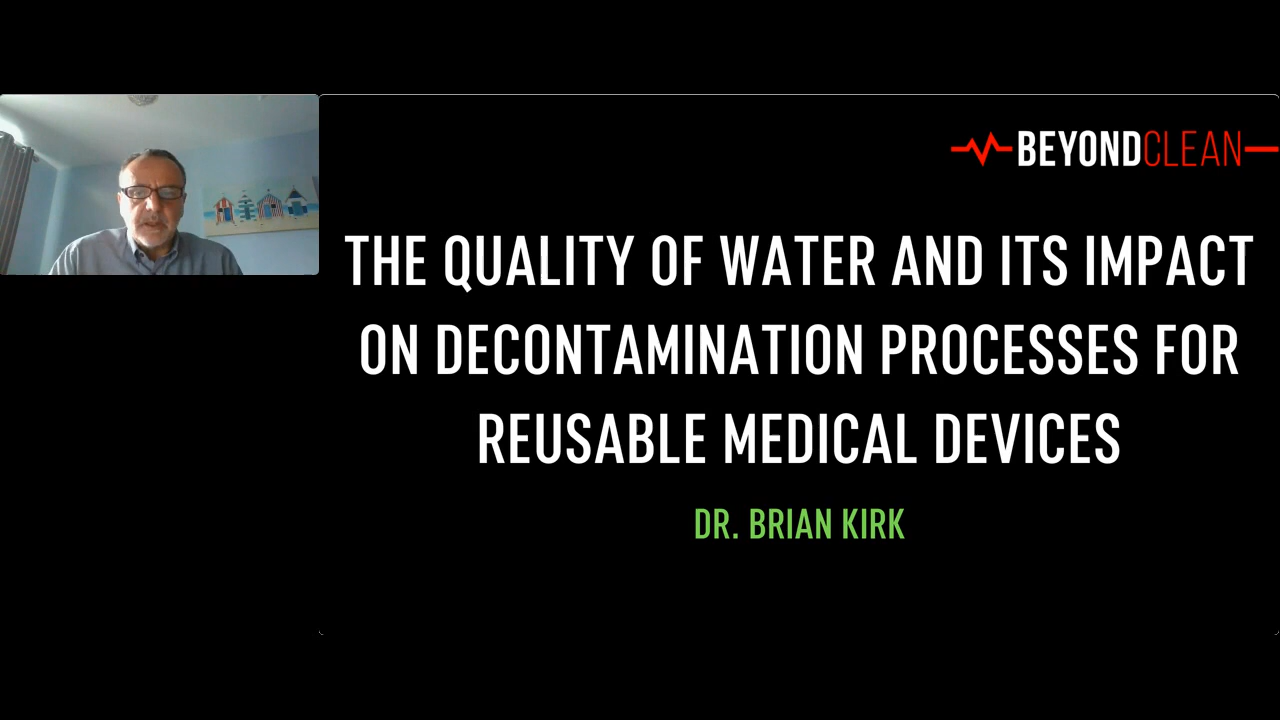 BEYONDCLEAN
THE QUALITY OF WATER AND ITS IMPACT
ON DECONTAMINATION PROCESSES FOR
REUSABLE MEDICAL DEVICES
DR. BRIAN KIRK